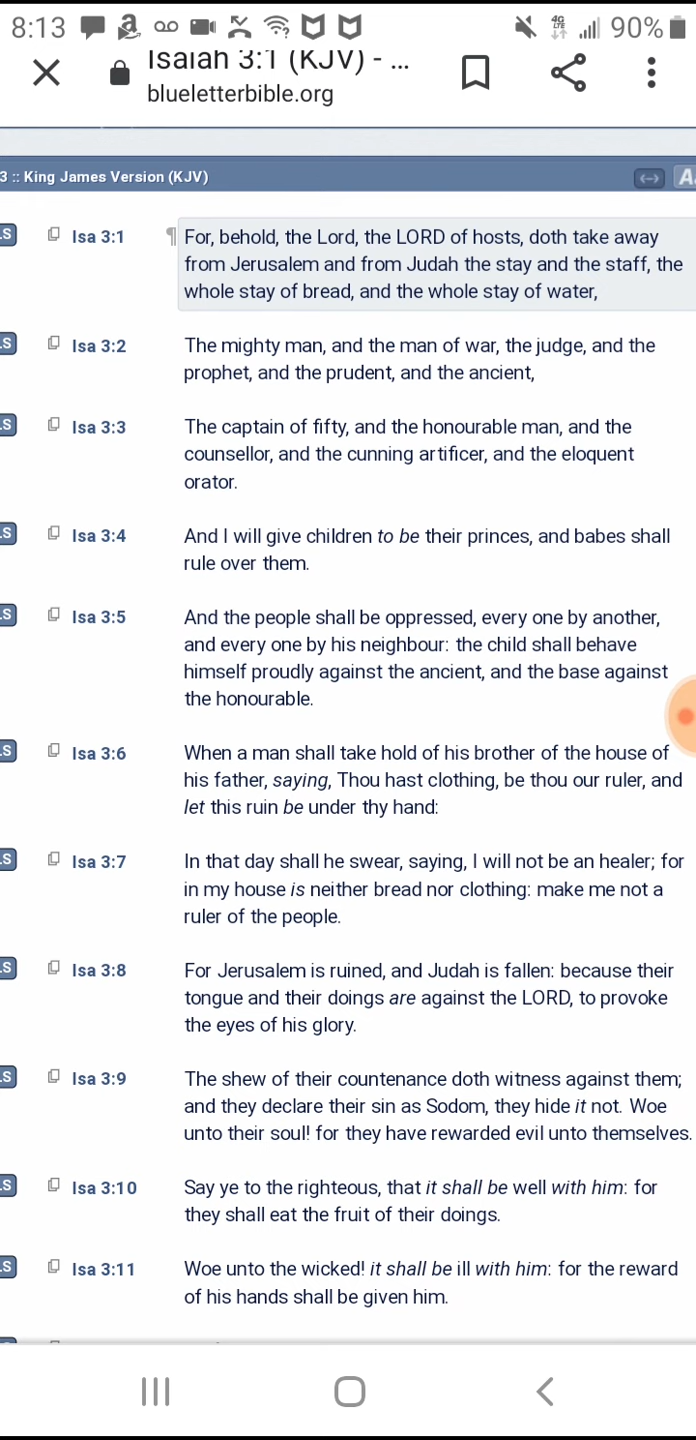 8:13
4G
LTE
90%
Isaiah 3:1 (KJV) - ...
blueletterbible.org
3 :: King James Version (KJV)
LS Isa 3:1 ¶ For, behold, the Lord, the LORD of hosts, doth take away
from Jerusalem and from Judah the stay and the staff, the
whole stay of bread, and the whole stay of water,
LS Isa 3:2 The mighty man, and the man of war, the judge, and the
prophet, and the prudent, and the ancient,
LS Isa 3:3 The captain of fifty, and the honourable man, and the
counsellor, and the cunning artificer, and the eloquent
orator.
LS Isa 3:4 And I will give children to be their princes, and babes shall
rule over them.
LS Isa 3:5 And the people shall be oppressed, every one by another,
and every one by his neighbour: the child shall behave
himself proudly against the ancient, and the base against
the honourable.
LS Isa 3:6 When a man shall take hold of his brother of the house of
his father, saying, Thou hast clothing, be thou our ruler, and
let this ruin be under thy hand:
LS Isa 3:7 In that day shall he swear, saying, I will not be an healer; for
in my house is neither bread nor clothing: make me not a
ruler of the people.
LS Isa 3:8 For Jerusalem is ruined, and Judah is fallen: because their
tongue and their doings are against the LORD, to provoke
the eyes of his glory.
LS Isa 3:9 The shew of their countenance doth witness against them;
and they declare their sin as Sodom, they hide it not. Woe
unto their soul! for they have rewarded evil unto themselves.
LS Isa 3:10 Say ye to the righteous, that it shall be well with him: for
they shall eat the fruit of their doings.
LS Isa 3:11 Woe unto the wicked! it shall be ill with him: for the reward
of his hands shall be given him.